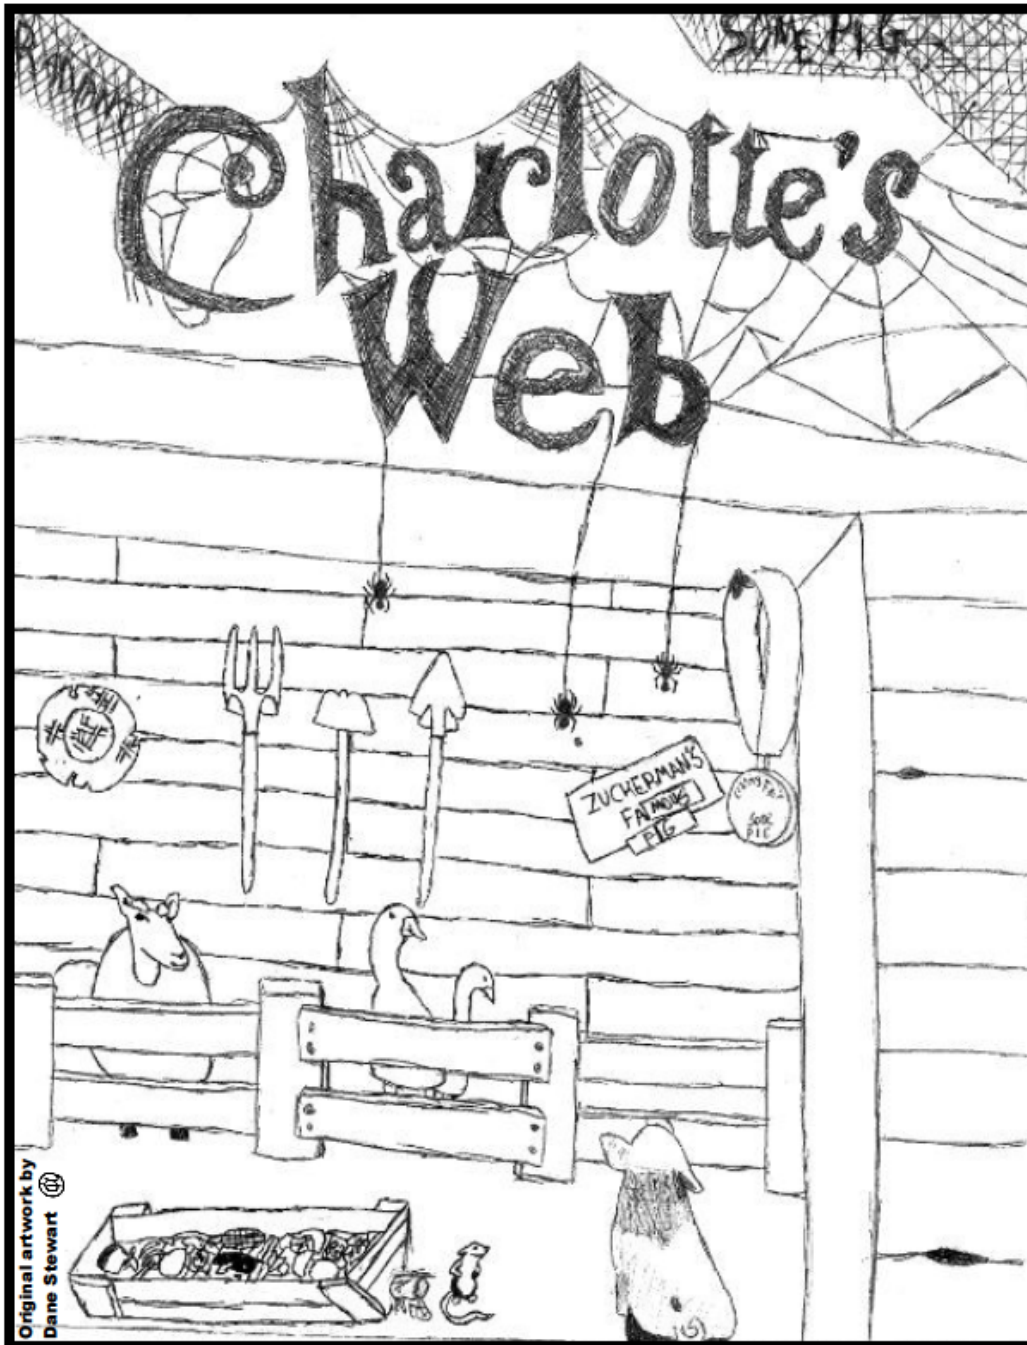 SOME PIG
Charlotte's
Web
ZUCKERMAN'S
FAMOUS
PIG
SOME
PIG
Original artwork by
Dane Stewart